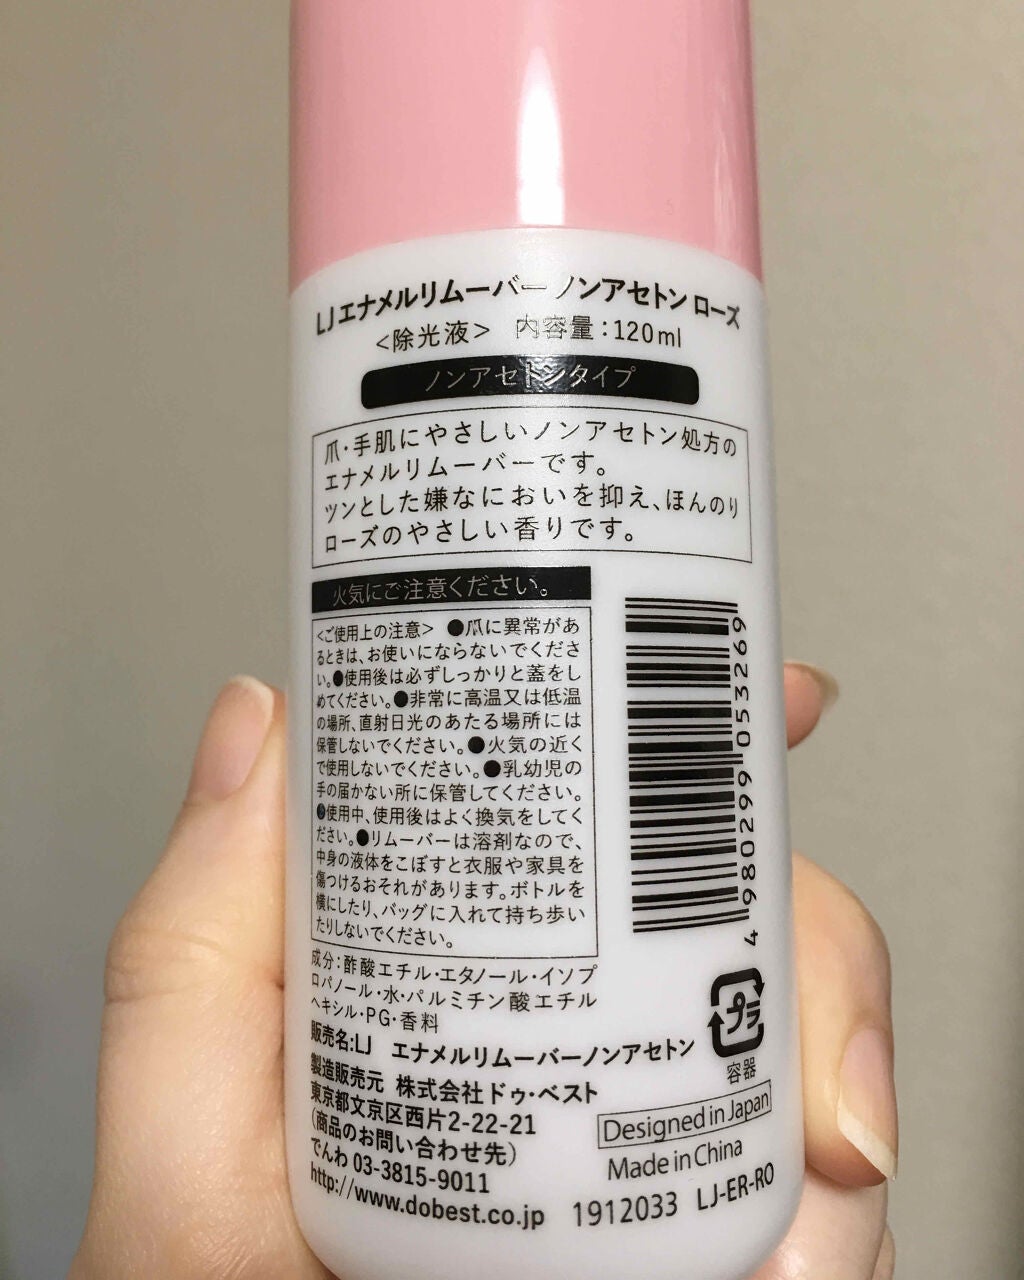 LJ エナメルリムーバー ノンアセトン ローズ
<除光液> 内容量：120ml
ノンアセトンタイプ
爪・手肌にやさしいノンアセトン処方の
エナメルリムーバーです。
ツンとした嫌なにおいを抑え、ほんのり
ローズのやさしい香りです。
火気にご注意ください。
<ご使用上の注意> ●爪に異常があ
るときは、お使いにならないでくださ
い。●使用後は必ずしっかりと蓋をし
めてください。●非常に高温又は低温
の場所、直射日光のあたる場所には
保管しないでください。●火気の近く
で使用しないでください。●乳幼児の
手の届かない所に保管してください。
●使用中、使用後はよく換気をしてく
ださい。●リムーバーは溶剤なので、
中身の液体をこぼすと衣服や家具を
傷つけるおそれがあります。ボトルを
横にしたり、バッグに入れて持ち歩い
たりしないでください。
4 980299 053269
成分：酢酸エチル・エタノール・イソプ
ロパノール・水・パルミチン酸エチル
ヘキシル・PG・香料
販売名:LJ エナメルリムーバーノンアセトン
製造販売元 株式会社ドゥ・ベスト
東京都文京区西片2-22-21
(商品のお問い合わせ先)
でんわ 03-3815-9011
http://www.dobest.co.jp
プラ
容器
Designed in Japan
Made in China
1912033 LJ-ER-RO